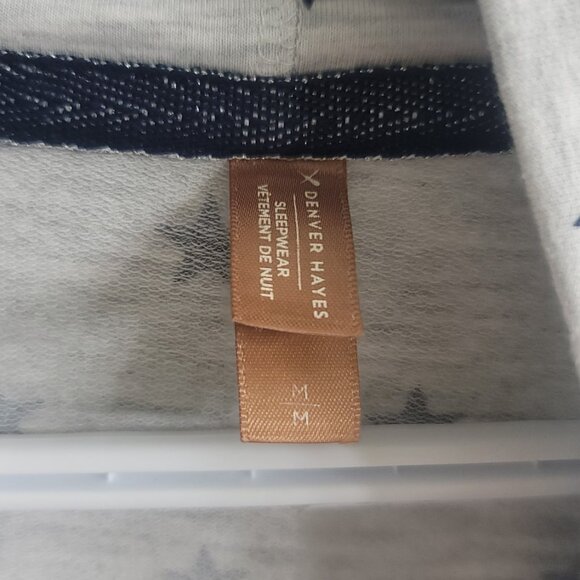 DENVER HAYES
SLEEPWEAR
VÊTEMENT DE NUIT
M
M